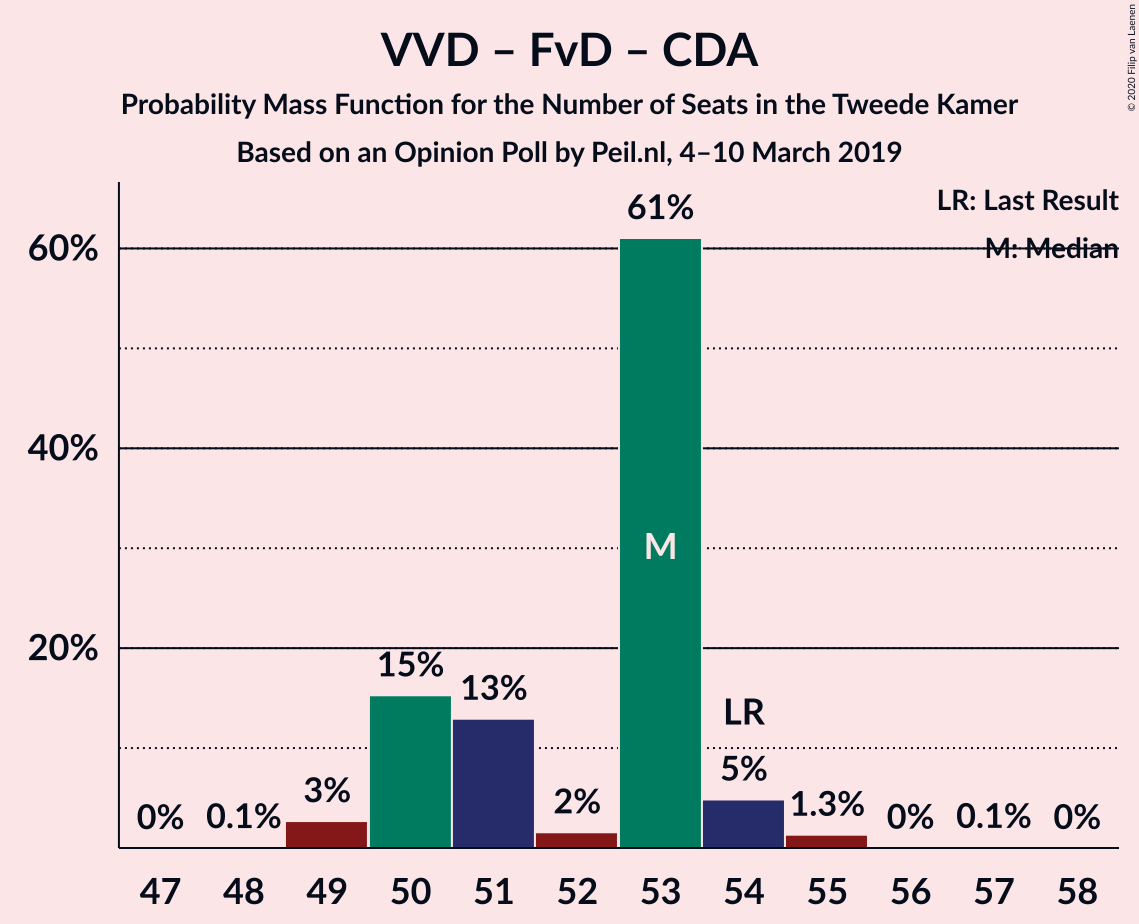 VVD – FvD – CDA
Probability Mass Function for the Number of Seats in the Tweede Kamer
Based on an Opinion Poll by Peil.nl, 4–10 March 2019
© 2020 Filip van Laenen
LR: Last Result
M: Median
60%
40%
20%
0% 0.1% 3% 15% 13% 2% 61% 5% 1.3% 0% 0.1% 0%
M
LR
47 48 49 50 51 52 53 54 55 56 57 58